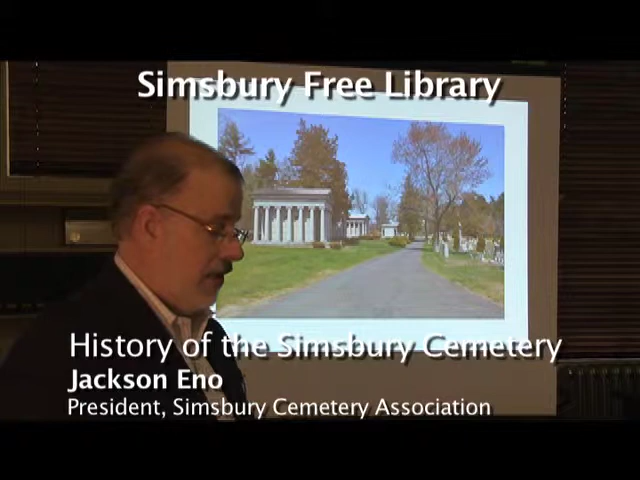 Simsbury Free Library
History of the Simsbury Cemetery
Jackson Eno
President, Simsbury Cemetery Association